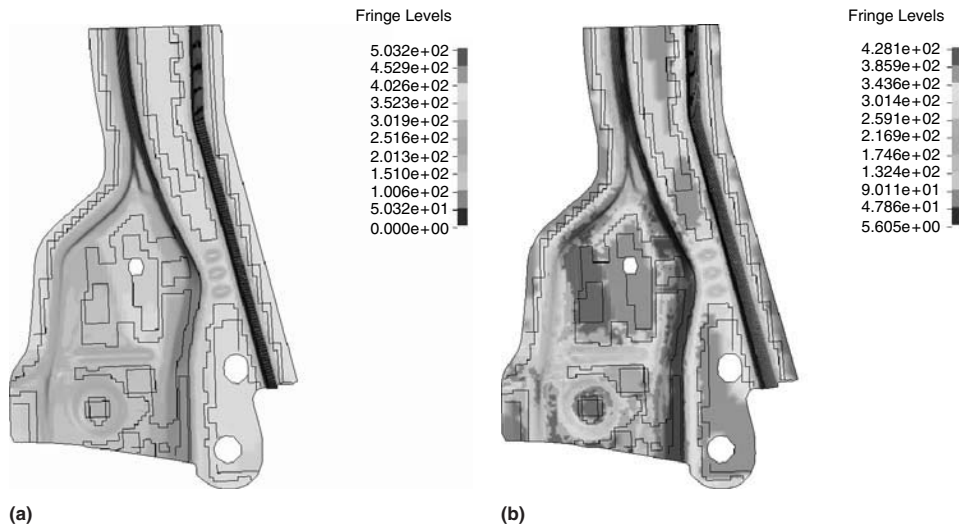 Fringe Levels
5.032e+02
4.529e+02
4.026e+02
3.523e+02
3.019e+02
2.516e+02
2.013e+02
1.510e+02
1.006e+02
5.032e+01
0.000e+00
(a)
Fringe Levels
4.281e+02
3.859e+02
3.436e+02
3.014e+02
2.591e+02
2.169e+02
1.746e+02
1.324e+02
9.011e+01
4.786e+01
5.605e+00
(b)